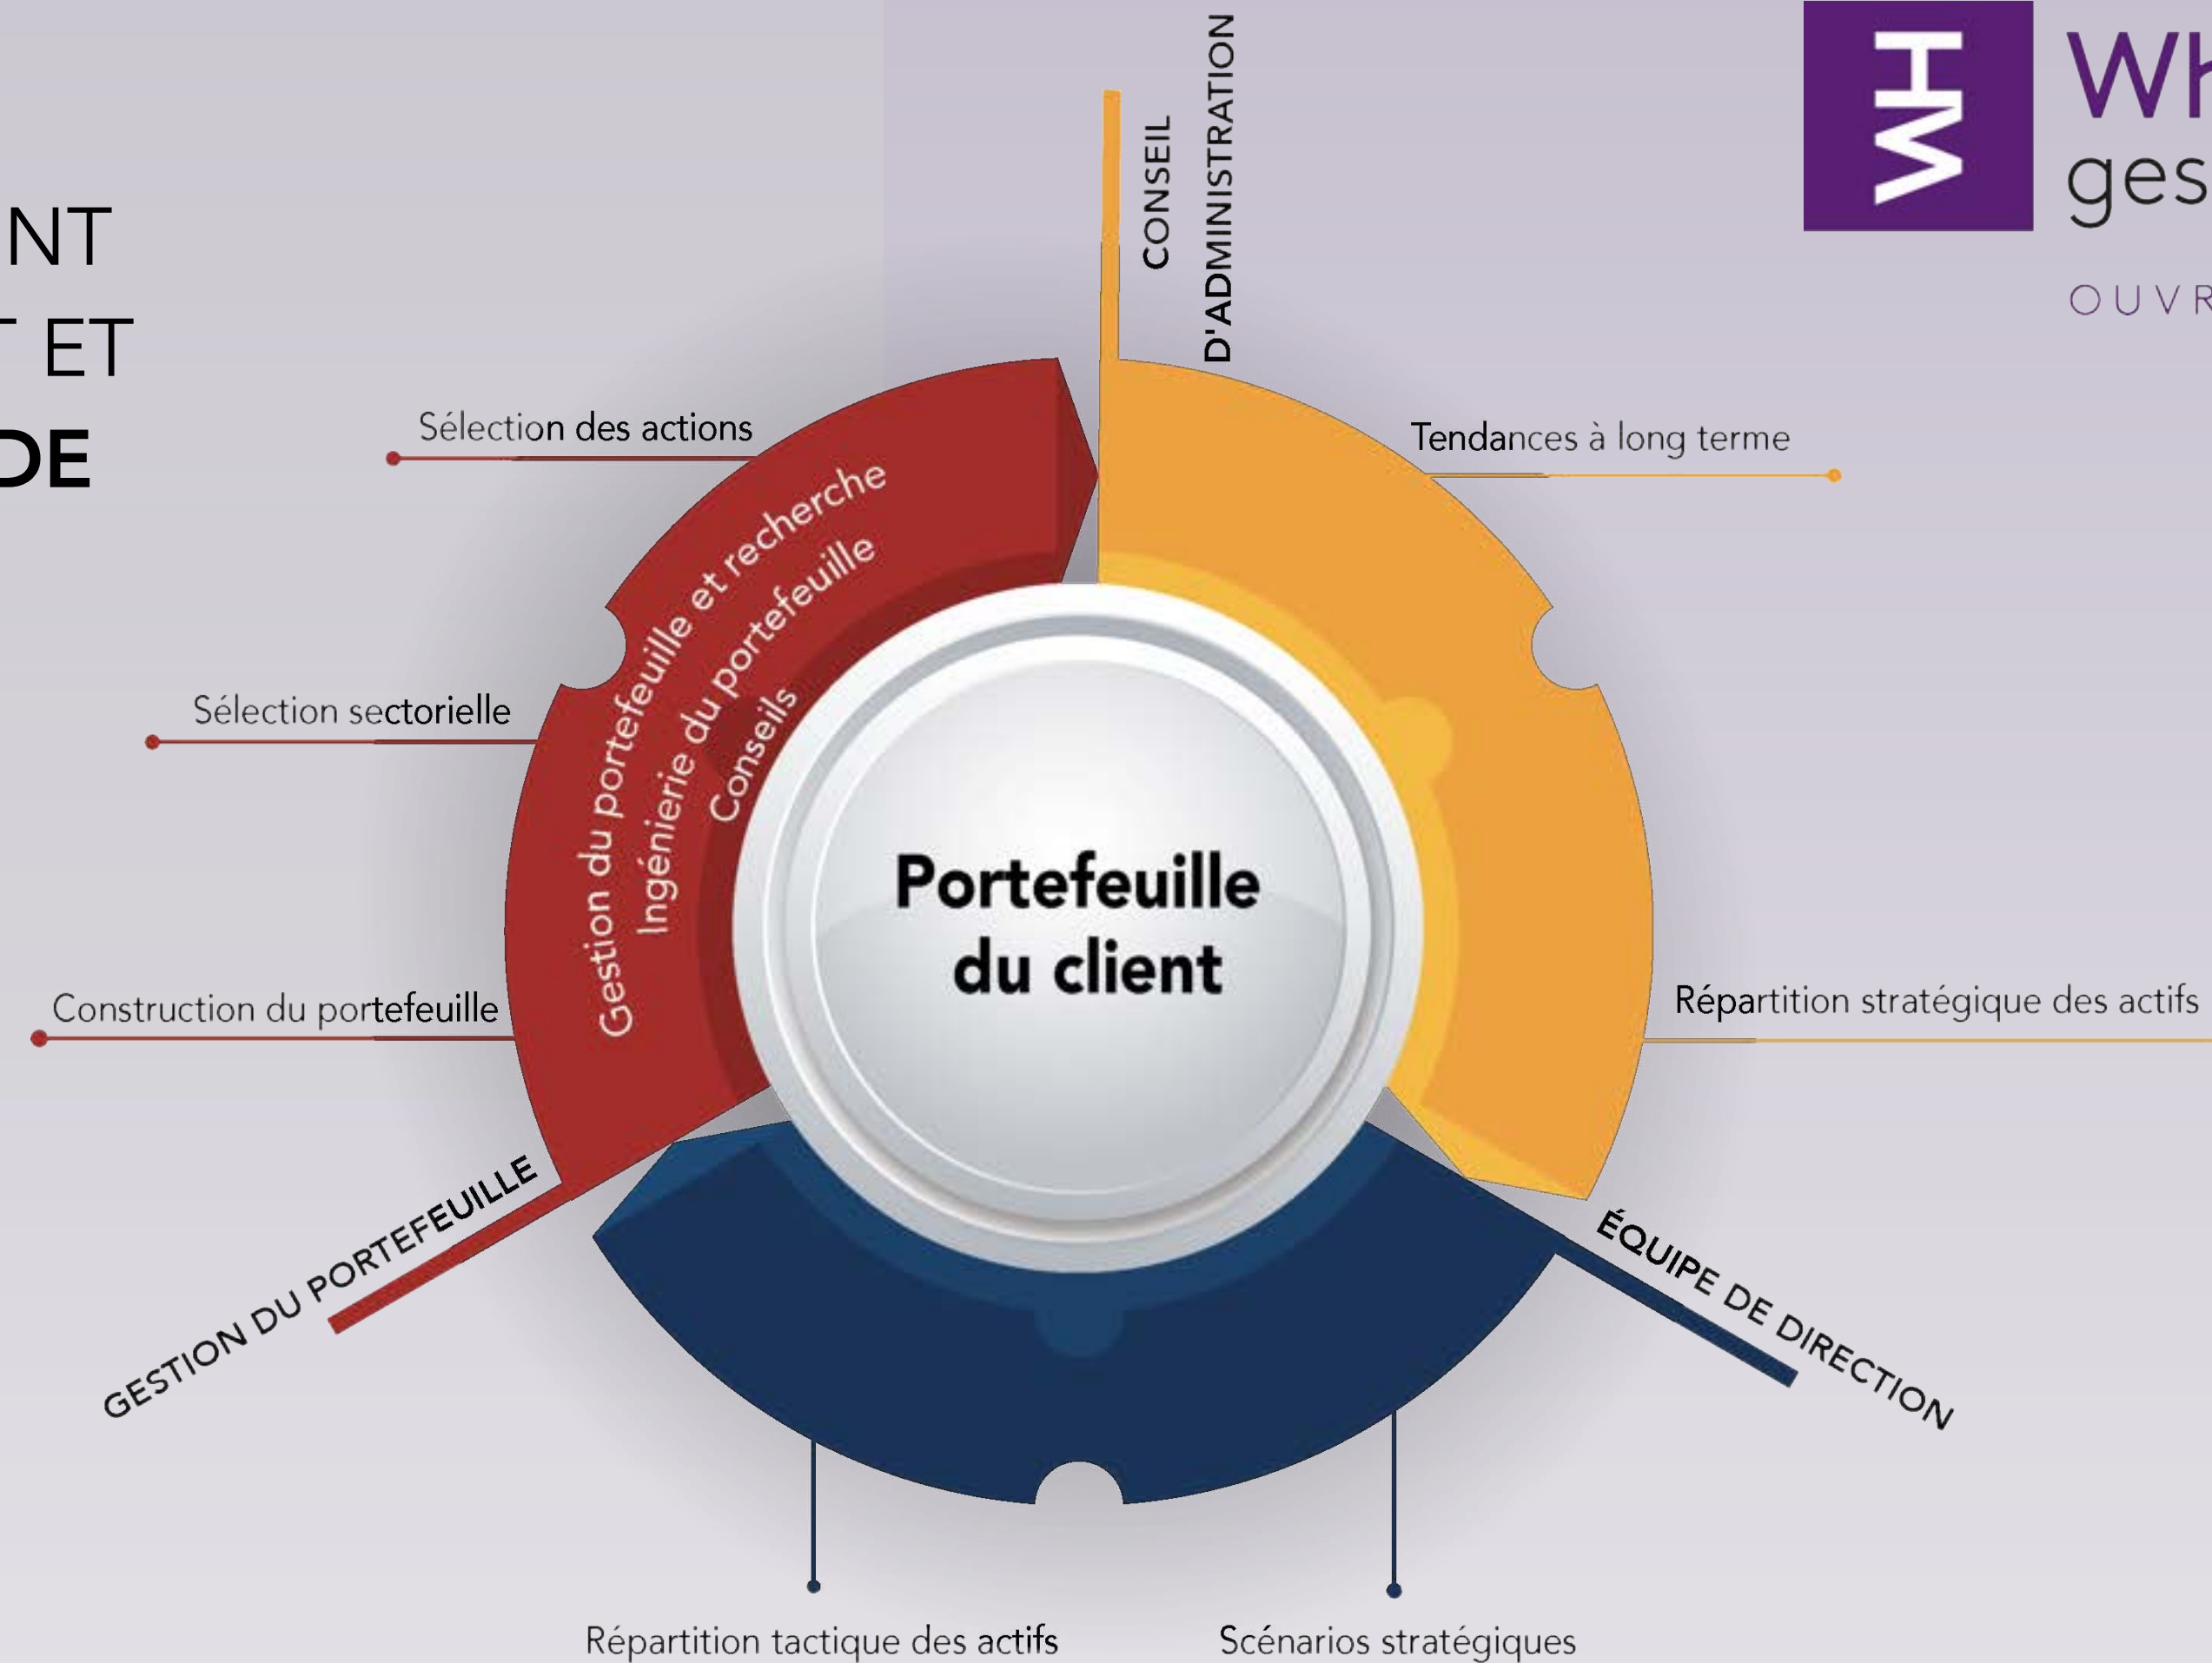 NT
ET
DE
CONSEIL
D'ADMINISTRATION
HW
WH
ges
OUVR
Sélection des actions
Tendances à long terme
Gestion du portefeuille et recherche
Ingénierie du portefeuille
Conseils
Sélection sectorielle
Portefeuille
du client
Construction du portefeuille
Répartition stratégique des actifs
GESTION DU PORTEFEUILLE
ÉQUIPE DE DIRECTION
Répartition tactique des actifs
Scénarios stratégiques